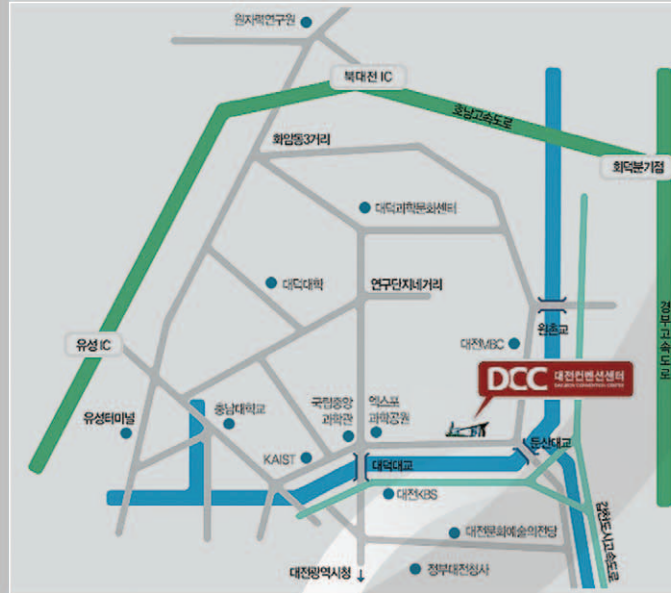 원자력연구원
북대전 IC
호남고속도로
화암동3거리
회덕분기점
대덕과학문화센터
대덕대학
연구단지네거리
경부고속도로
원촌교
유성 IC
대전MBC
DCC 대전컨벤션센터
DAEJEON CONVENTION CENTER
유성터미널
충남대학교
국립중앙
과학관
엑스포
과학공원
둔산대교
KAIST
대덕대교
대전KBS
갑천도시고속도로
대전문화예술의전당
대전광역시청
정부대전청사